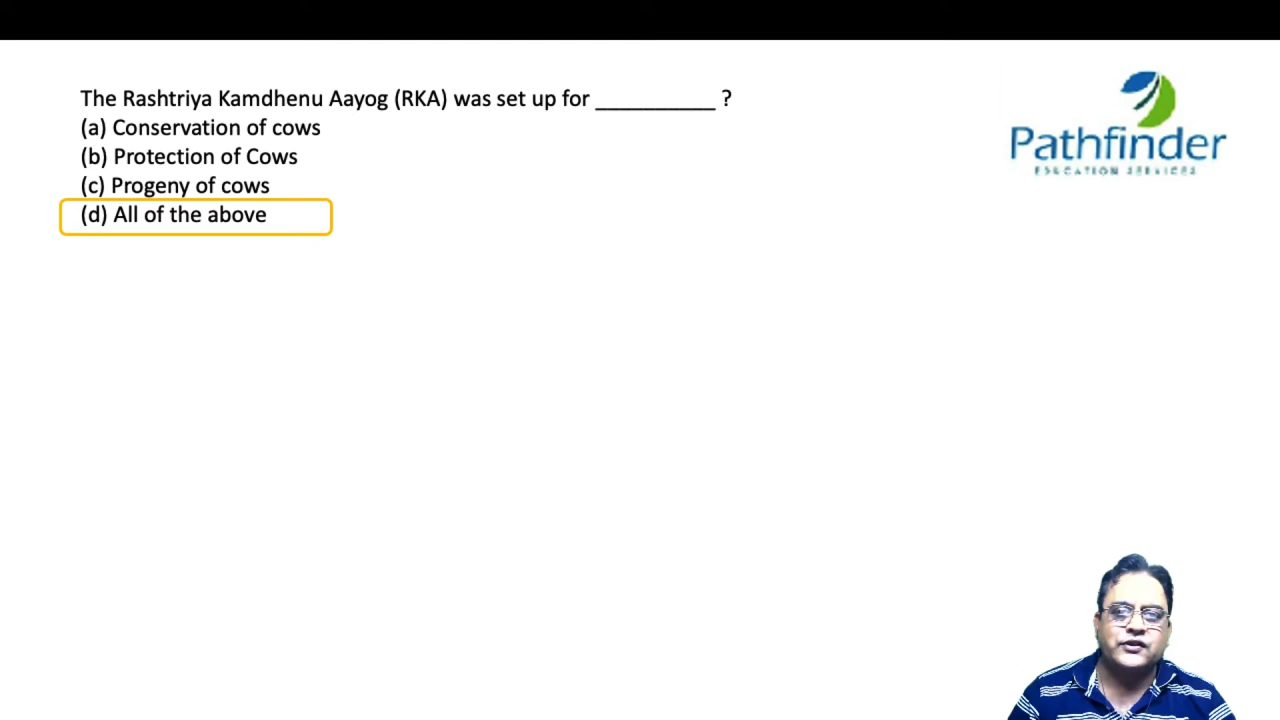 The Rashtriya Kamdhenu Aayog (RKA) was set up for ___________ ?
(a) Conservation of cows
(b) Protection of Cows
(c) Progeny of cows
(d) All of the above
Pathfinder
EDUCATION SERVICES